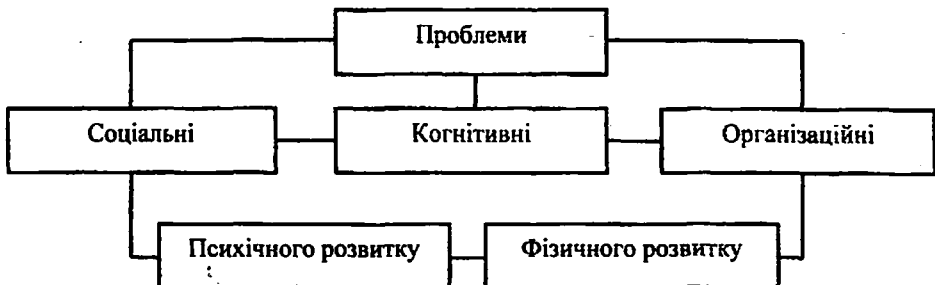 Проблеми
Соціальні
Когнітивні
Організаційні
Психічного розвитку
Фізичного розвитку